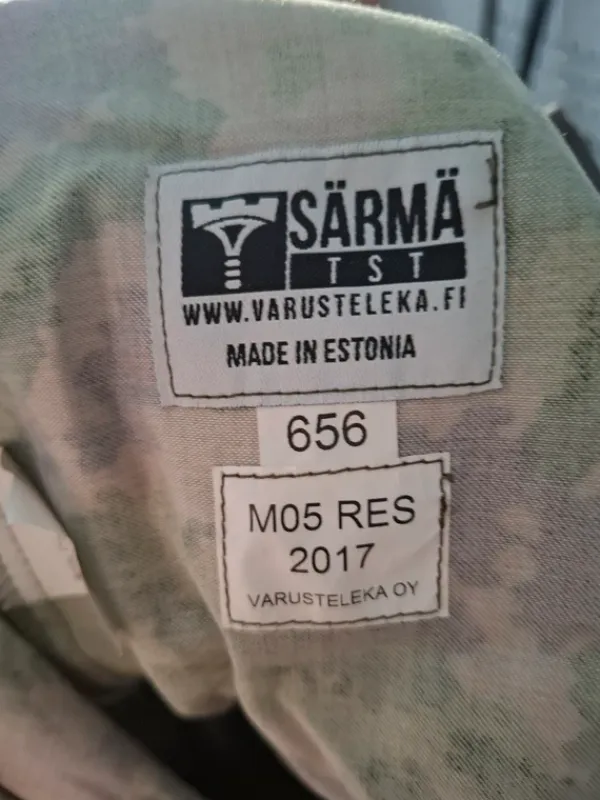 SÄRMÄ
TST
WWW.VARUSTELEKA.FI
MADE IN ESTONIA
656
M05 RES
2017
VARUSTELEKA OY